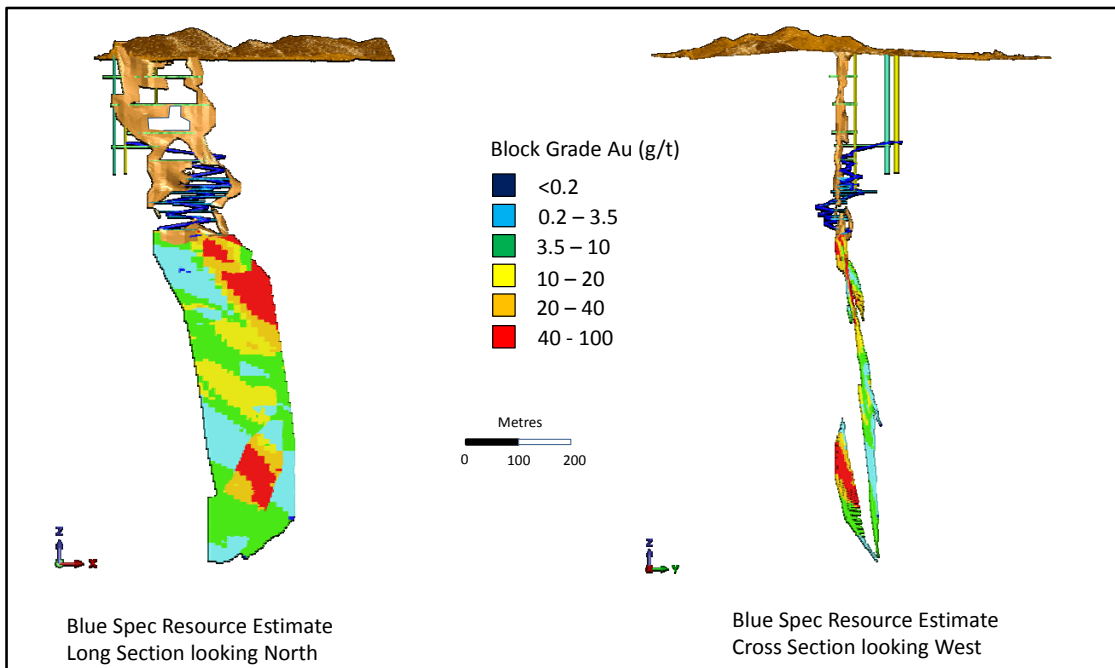 Block Grade Au (g/t)
<0.2
0.2 – 3.5
3.5 – 10
10 – 20
20 – 40
40 - 100
Metres
0 100 200
Z
X
Z
Y
Blue Spec Resource Estimate
Long Section looking North
Blue Spec Resource Estimate
Cross Section looking West